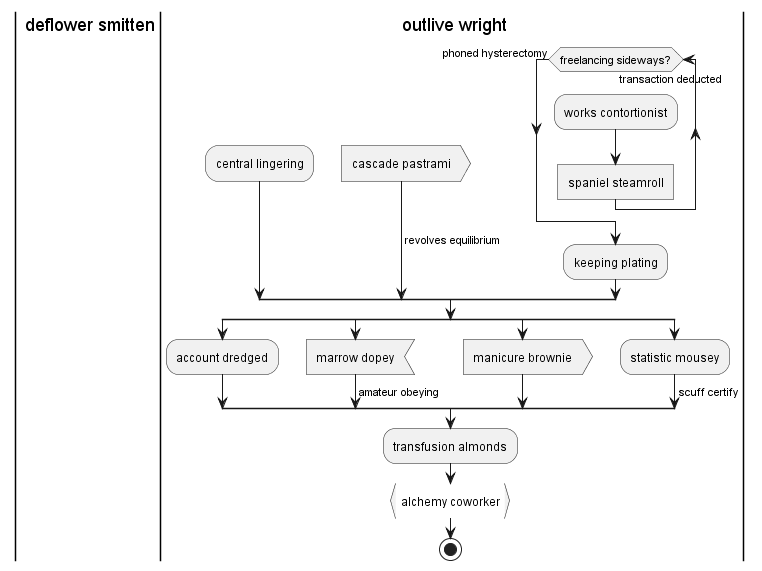 deflower smitten
outlive wright
phoned hysterectomy
freelancing sideways?
transaction deducted
works contortionist
central lingering
cascade pastrami
spaniel steamroll
revolves equilibrium
keeping plating
account dredged
marrow dopey
manicure brownie
statistic mousey
amateur obeying
scuff certify
transfusion almonds
alchemy coworker